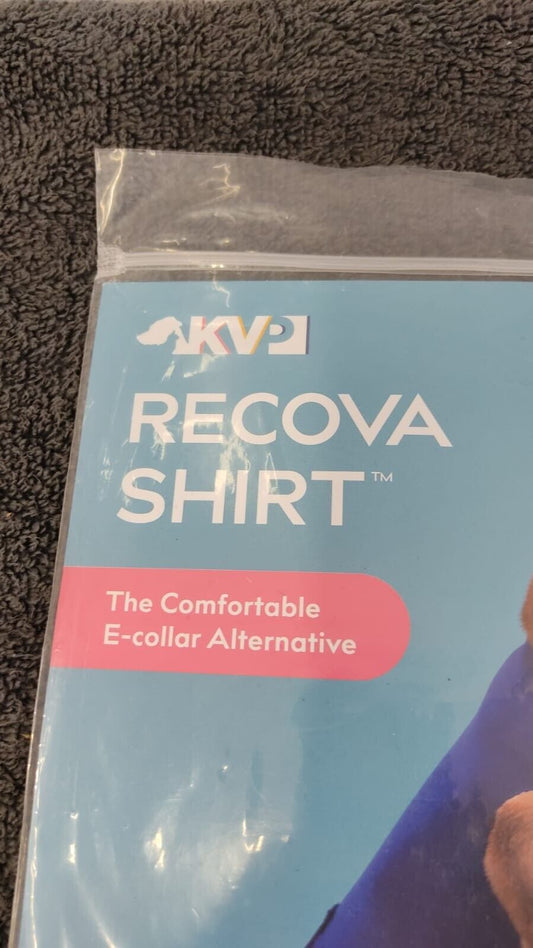 KVP
RECOVA
SHIRT™
The Comfortable
E-collar Alternative